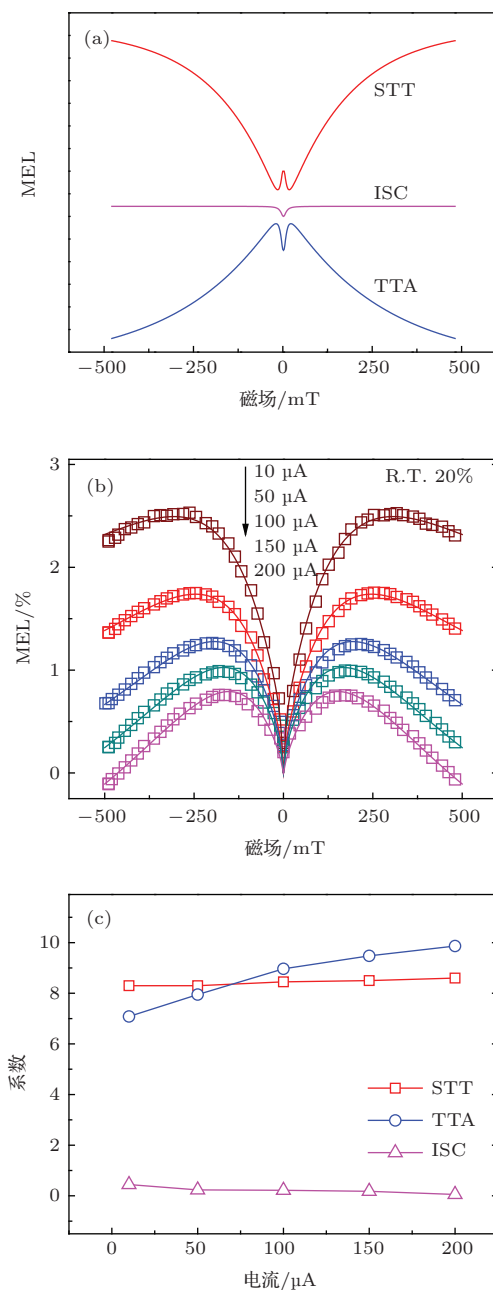 (a)
STT
ISC
TTA
MEL
−500 −250 0 250 500
磁场/mT
(b)
10 µA
50 µA
100 µA
150 µA
200 µA
R.T. 20%
3
2
1
0
MEL/%
−500 −250 0 250 500
磁场/mT
(c)
10
8
6
4
2
0
系数
STT
TTA
ISC
0 50 100 150 200
电流/µA